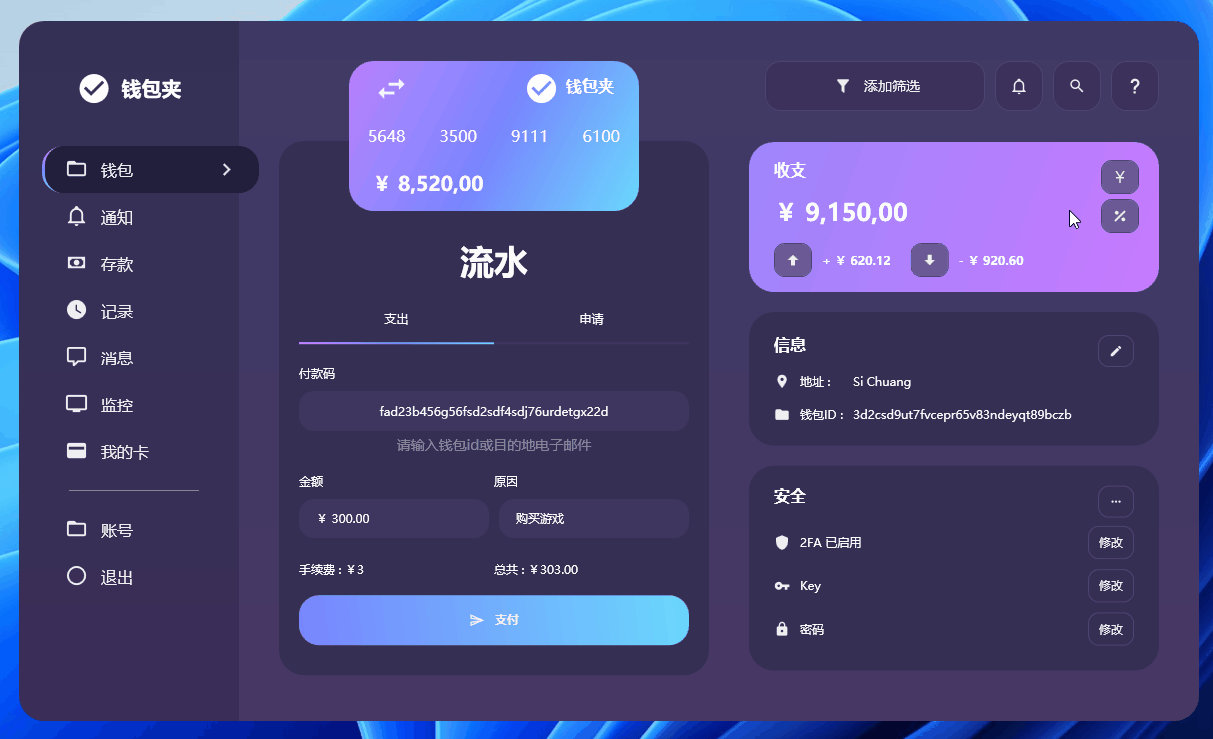 钱包夹
钱包
通知
存款
记录
消息
监控
我的卡
账号
退出
钱包夹
5648 3500 9111 6100
¥ 8,520,00
流水
支出 申请
付款码
fad23b456g56fsd2sdf4sdj76urdetgx22d
请输入钱包id或目的地电子邮件
金额 原因
¥ 300.00 购买游戏
手续费：¥ 3 总共：¥ 303.00
支付
添加筛选
?
收支
¥
¥ 9,150,00
%
+ ¥ 620.12 - ¥ 920.60
信息
地址： Si Chuang
钱包ID： 3d2csd9ut7fvcepr65v83ndeyqt89bczb
安全
...
2FA 已启用 修改
Key 修改
密码 修改